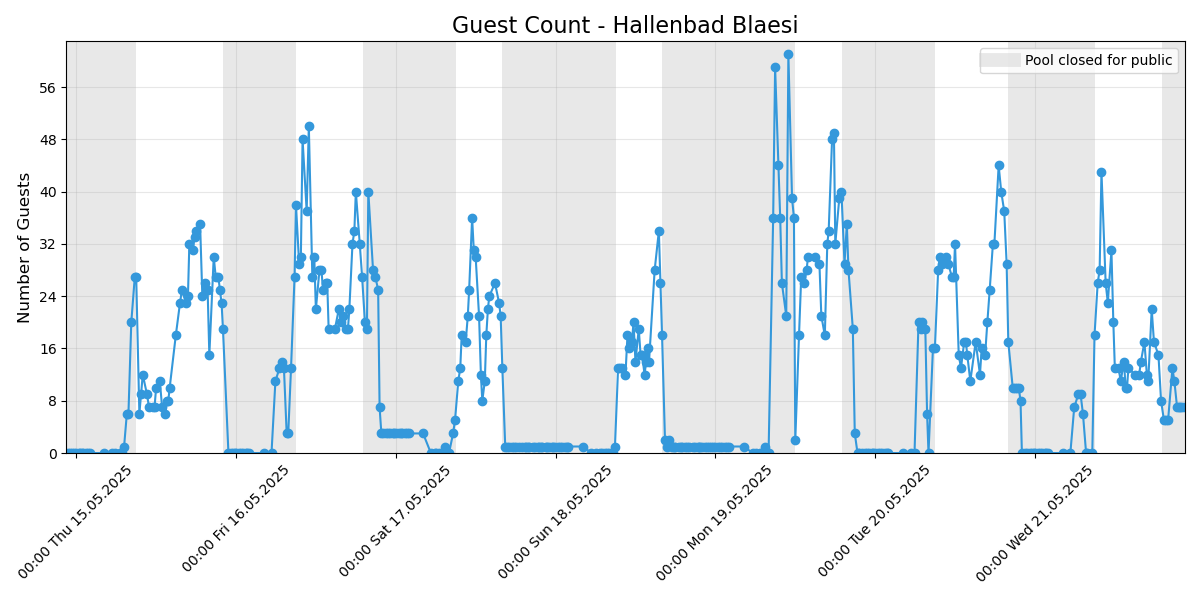 Guest Count - Hallenbad Blaesi
Pool closed for public
Number of Guests
56
48
40
32
24
16
8
0
00:00 Thu 15.05.2025
00:00 Fri 16.05.2025
00:00 Sat 17.05.2025
00:00 Sun 18.05.2025
00:00 Mon 19.05.2025
00:00 Tue 20.05.2025
00:00 Wed 21.05.2025